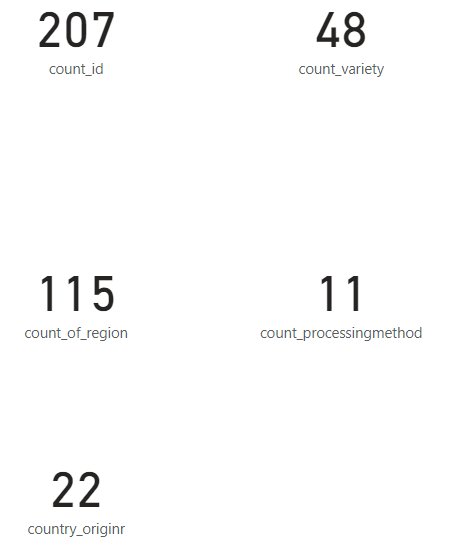 207
count_id
48
count_variety
115
count_of_region
11
count_processingmethod
22
country_originr